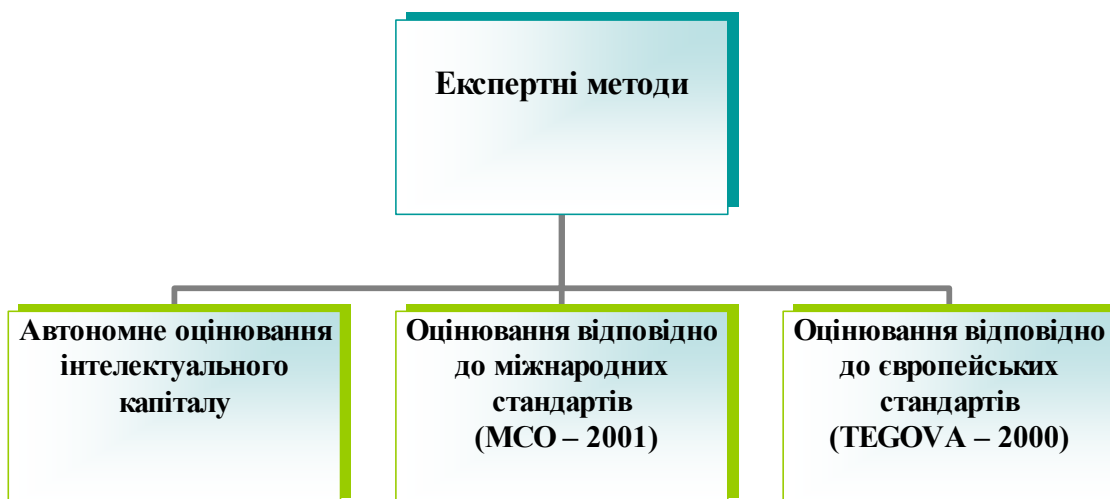 Експертні методи
Автономне оцінювання
інтелектуального
капіталу
Оцінювання відповідно
до міжнародних
стандартів
(МСО – 2001)
Оцінювання відповідно
до європейських
стандартів
(TEGOVA – 2000)